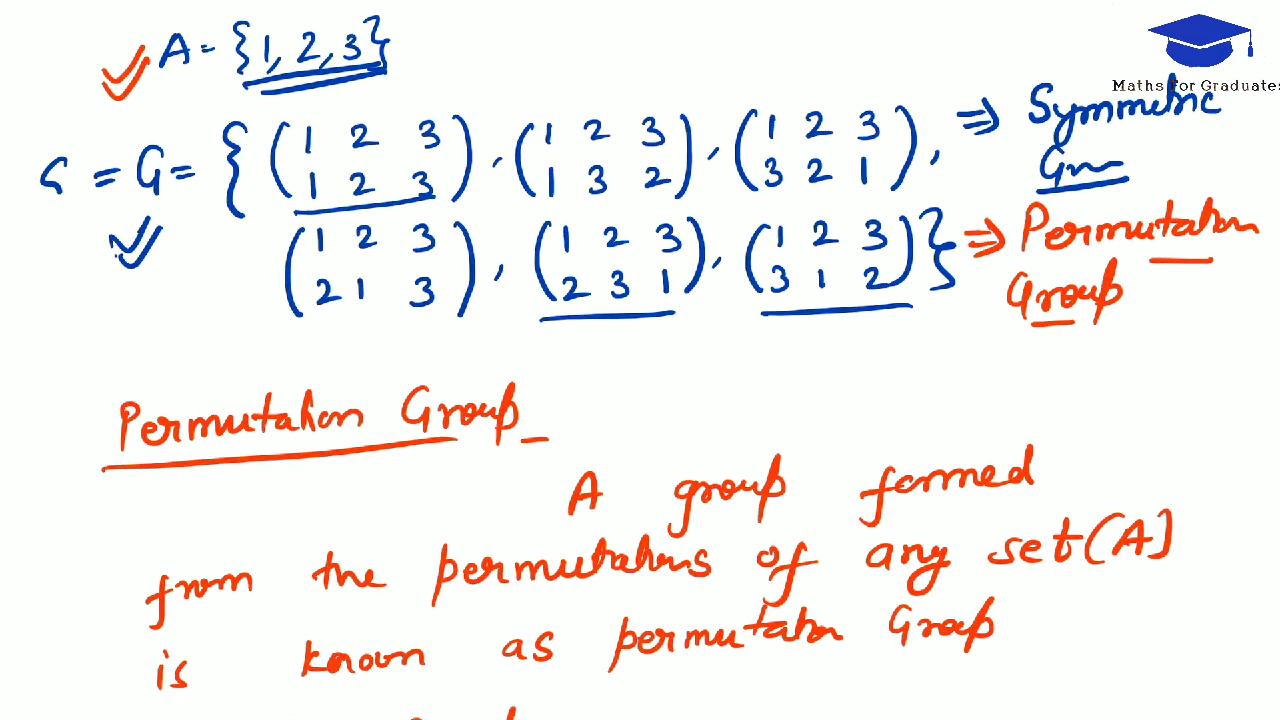 A = {1, 2, 3}
Maths For Graduates
S = G = { ( 1 2 3 ) , ( 1 2 3 ) , ( 1 2 3 ) , ⇒ Symmetric
1 2 3 1 3 2 3 2 1
( 1 2 3 ) , ( 1 2 3 ) , ( 1 2 3 ) } ⇒ Permutation
2 1 3 2 3 1 3 1 2 Group
Permutation Group
A group formed
from the permutations of any set (A)
is known as permutation Group